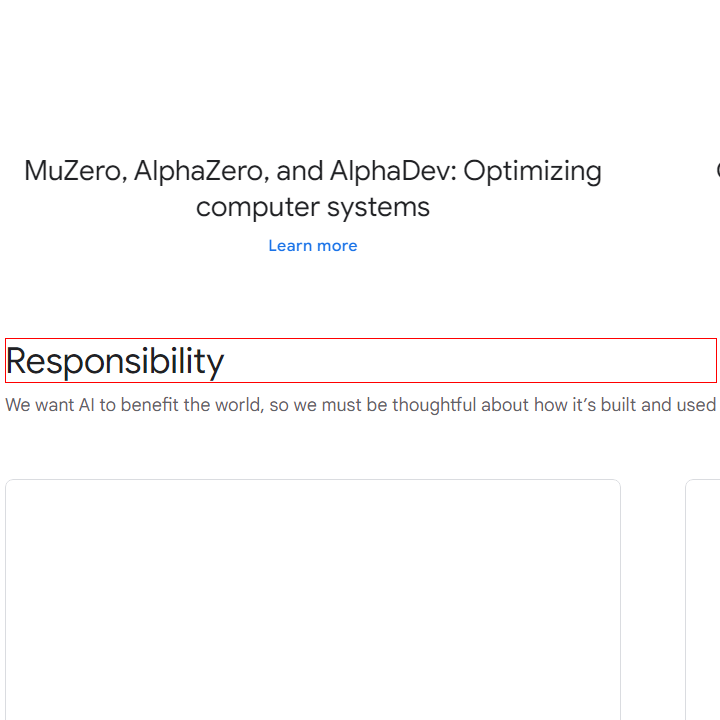 MuZero, AlphaZero, and AlphaDev: Optimizing
computer systems
Learn more
Responsibility
We want AI to benefit the world, so we must be thoughtful about how it’s built and used